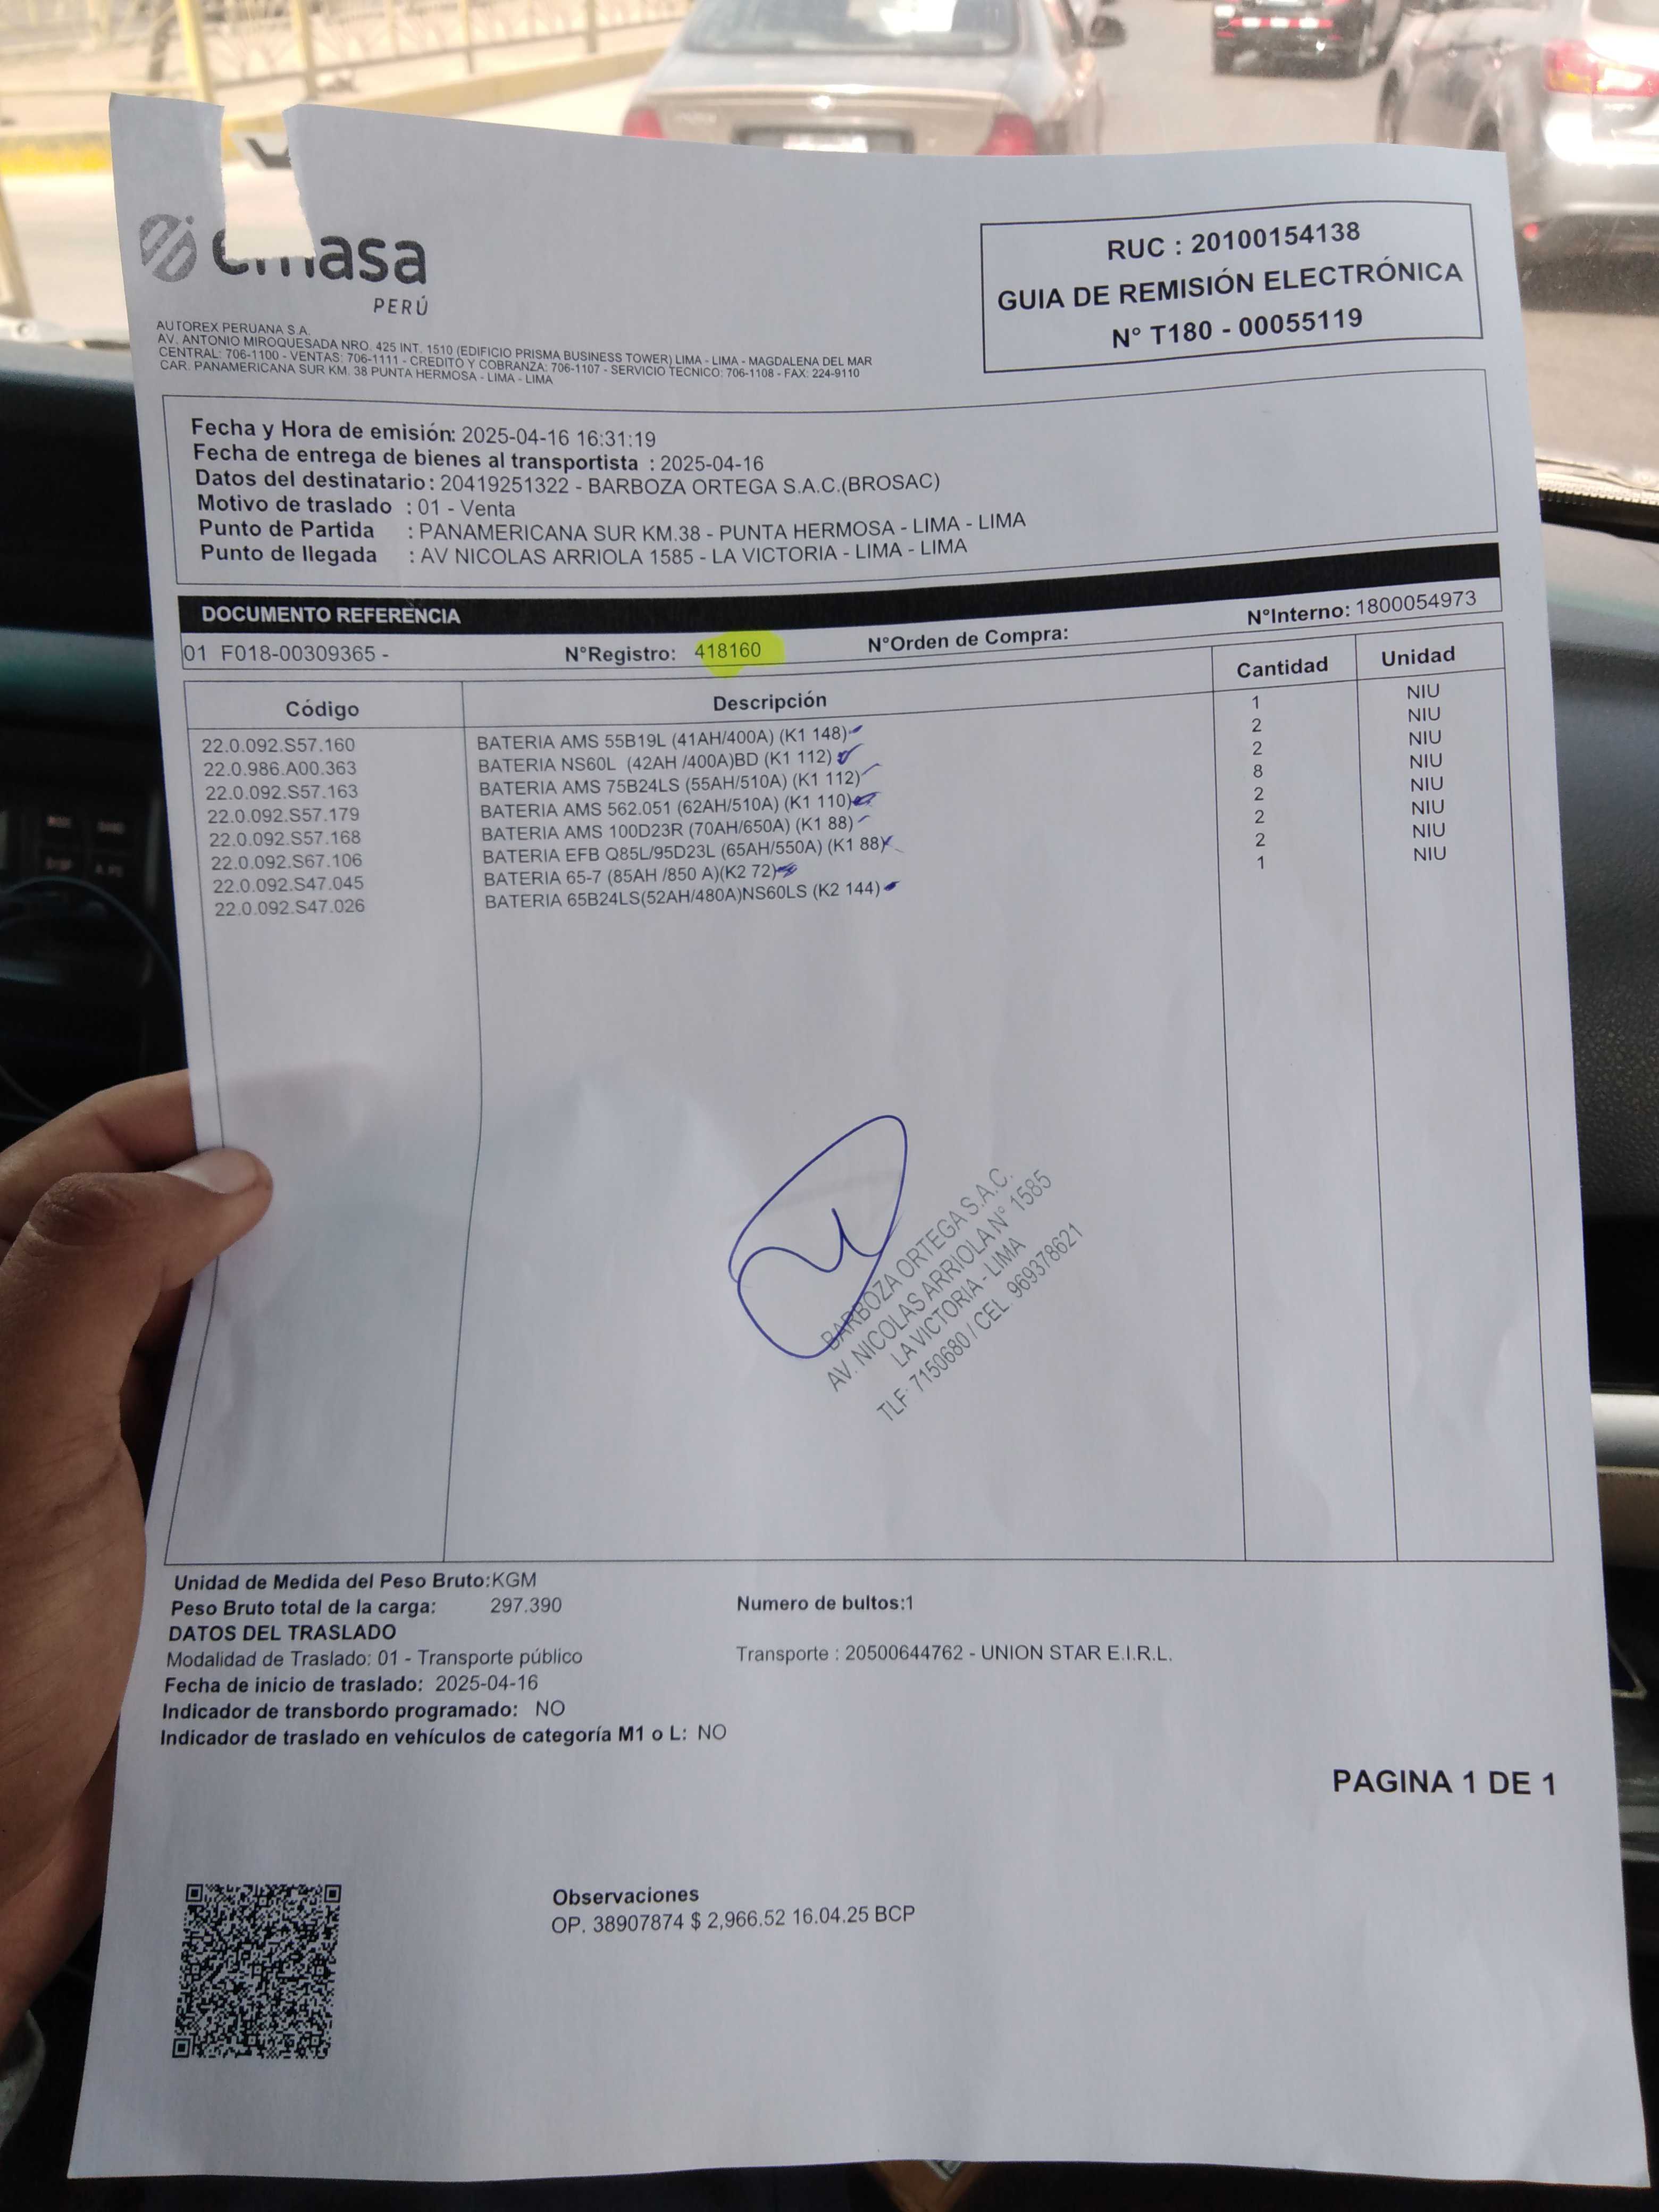 emasa
PERÚ
AUTOREX PERUANA S.A.
AV. ANTONIO MIROQUESADA NRO. 425 INT. 1510 (EDIFICIO PRISMA BUSINESS TOWER) LIMA - LIMA - MAGDALENA DEL MAR
CENTRAL: 706-1100 - VENTAS: 706-1111 - CREDITO Y COBRANZA: 706-1107 - SERVICIO TECNICO: 706-1108 - FAX: 224-9110
CAR. PANAMERICANA SUR KM. 38 PUNTA HERMOSA - LIMA - LIMA
RUC : 20100154138
GUIA DE REMISIÓN ELECTRÓNICA
N° T180 - 00055119
Fecha y Hora de emisión: 2025-04-16 16:31:19
Fecha de entrega de bienes al transportista : 2025-04-16
Datos del destinatario : 20419251322 - BARBOZA ORTEGA S.A.C.(BROSAC)
Motivo de traslado : 01 - Venta
Punto de Partida : PANAMERICANA SUR KM.38 - PUNTA HERMOSA - LIMA - LIMA
Punto de llegada : AV NICOLAS ARRIOLA 1585 - LA VICTORIA - LIMA - LIMA
DOCUMENTO REFERENCIA
01 F018-00309365 - N°Registro: 418160 N°Orden de Compra: N°Interno: 1800054973
Código Descripción Cantidad Unidad
22.0.092.S57.160 BATERIA AMS 55B19L (41AH/400A) (K1 148) 1 NIU
22.0.986.A00.363 BATERIA NS60L (42AH /400A)BD (K1 112) 2 NIU
22.0.092.S57.163 BATERIA AMS 75B24LS (55AH/510A) (K1 112) 2 NIU
22.0.092.S57.179 BATERIA AMS 562.051 (62AH/510A) (K1 110) 8 NIU
22.0.092.S57.168 BATERIA AMS 100D23R (70AH/650A) (K1 88) 2 NIU
22.0.092.S67.106 BATERIA EFB Q85L/95D23L (65AH/550A) (K1 88) 2 NIU
22.0.092.S47.045 BATERIA 65-7 (85AH /850 A)(K2 72) 2 NIU
22.0.092.S47.026 BATERIA 65B24LS(52AH/480A)NS60LS (K2 144) 1 NIU
BARBOZA ORTEGA S.A.C.
AV. NICOLAS ARRIOLA N° 1585
LA VICTORIA - LIMA
TLF: 7150680 / CEL. 969378621
Unidad de Medida del Peso Bruto:KGM
Peso Bruto total de la carga: 297.390 Numero de bultos:1
DATOS DEL TRASLADO
Modalidad de Traslado: 01 - Transporte público Transporte : 20500644762 - UNION STAR E.I.R.L.
Fecha de inicio de traslado: 2025-04-16
Indicador de transbordo programado: NO
Indicador de traslado en vehículos de categoría M1 o L: NO
PAGINA 1 DE 1
Observaciones
OP. 38907874 $ 2,966.52 16.04.25 BCP